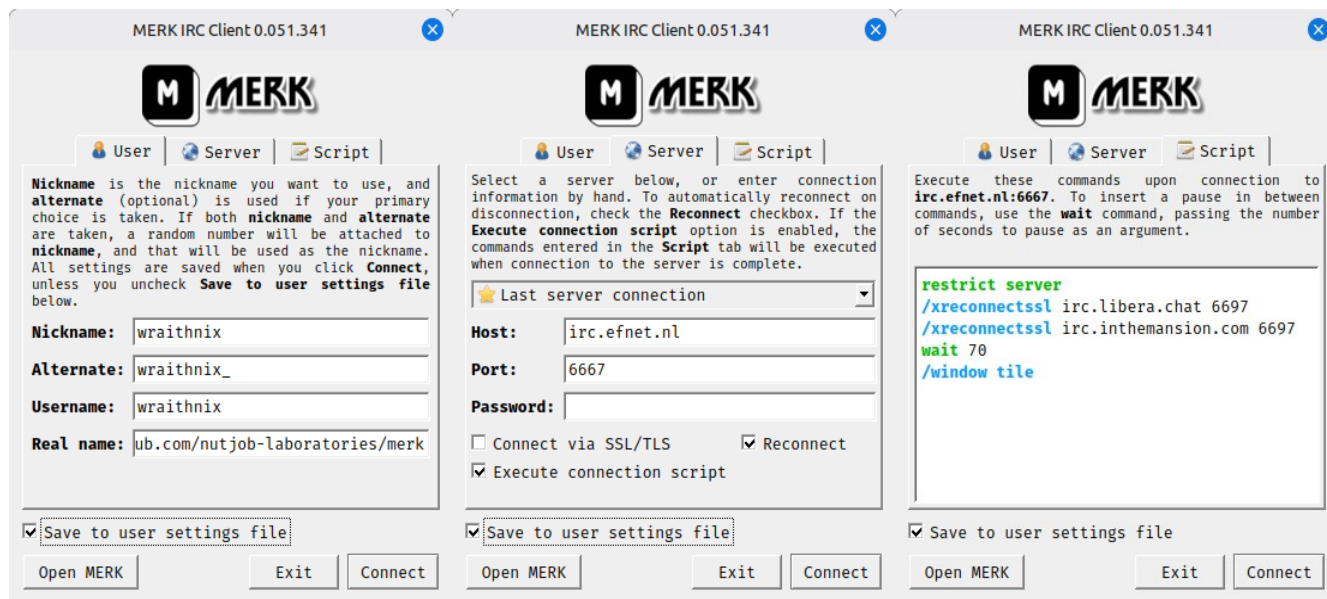 MERK IRC Client 0.051.341
M MERK
User Server Script
Nickname is the nickname you want to use, and
alternate (optional) is used if your primary
choice is taken. If both nickname and alternate
are taken, a random number will be attached to
nickname, and that will be used as the nickname.
All settings are saved when you click Connect,
unless you uncheck Save to user settings file
below.
Nickname: wraithnix
Alternate: wraithnix_
Username: wraithnix
Real name: ub.com/nutjob-laboratories/merk
Save to user settings file
Open MERK Exit Connect
MERK IRC Client 0.051.341
M MERK
User Server Script
Select a server below, or enter connection
information by hand. To automatically reconnect on
disconnection, check the Reconnect checkbox. If the
Execute connection script option is enabled, the
commands entered in the Script tab will be executed
when connection to the server is complete.
Last server connection
Host: irc.efnet.nl
Port: 6667
Password:
Connect via SSL/TLS Reconnect
Execute connection script
Save to user settings file
Open MERK Exit Connect
MERK IRC Client 0.051.341
M MERK
User Server Script
Execute these commands upon connection to
irc.efnet.nl:6667. To insert a pause in between
commands, use the wait command, passing the number
of seconds to pause as an argument.
restrict server
/xreconnectssl irc.libera.chat 6697
/xreconnectssl irc.inthemansion.com 6697
wait 70
/window tile
Save to user settings file
Open MERK Exit Connect